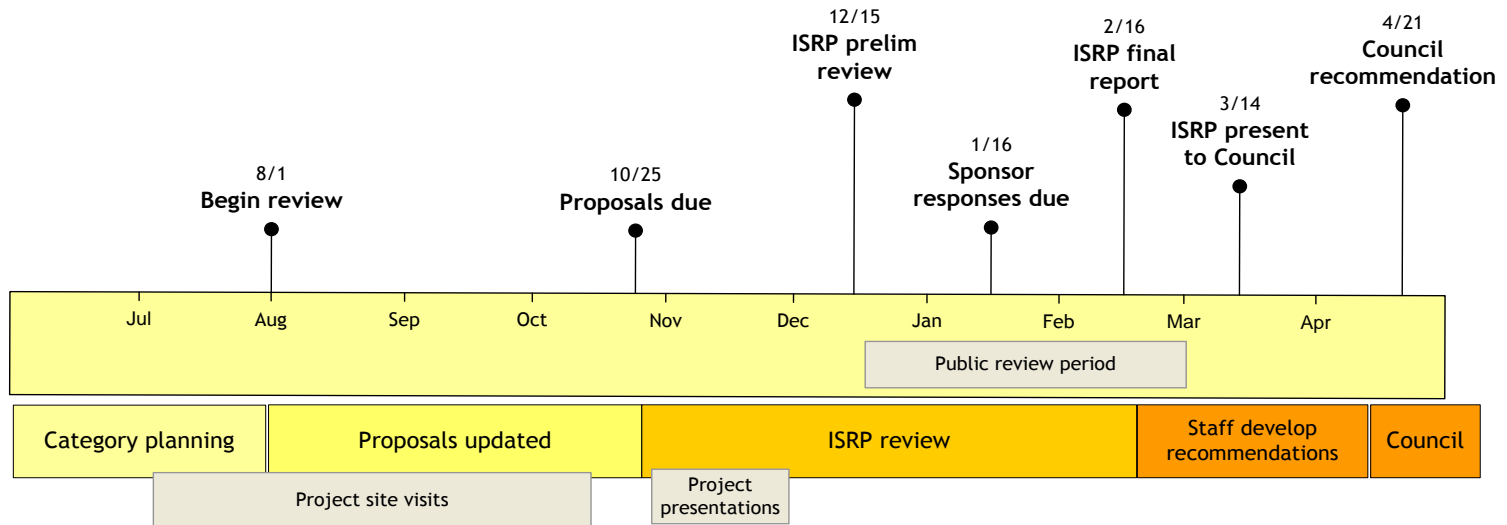 12/15
ISRP prelim
review
2/16
ISRP final
report
4/21
Council
recommendation
3/14
ISRP present
to Council
1/16
Sponsor
responses due
8/1
Begin review
10/25
Proposals due
Jul
Aug
Sep
Oct
Nov
Dec
Jan
Feb
Mar
Apr
Public review period
Category planning
Proposals updated
ISRP review
Staff develop
recommendations
Council
Project site visits
Project
presentations